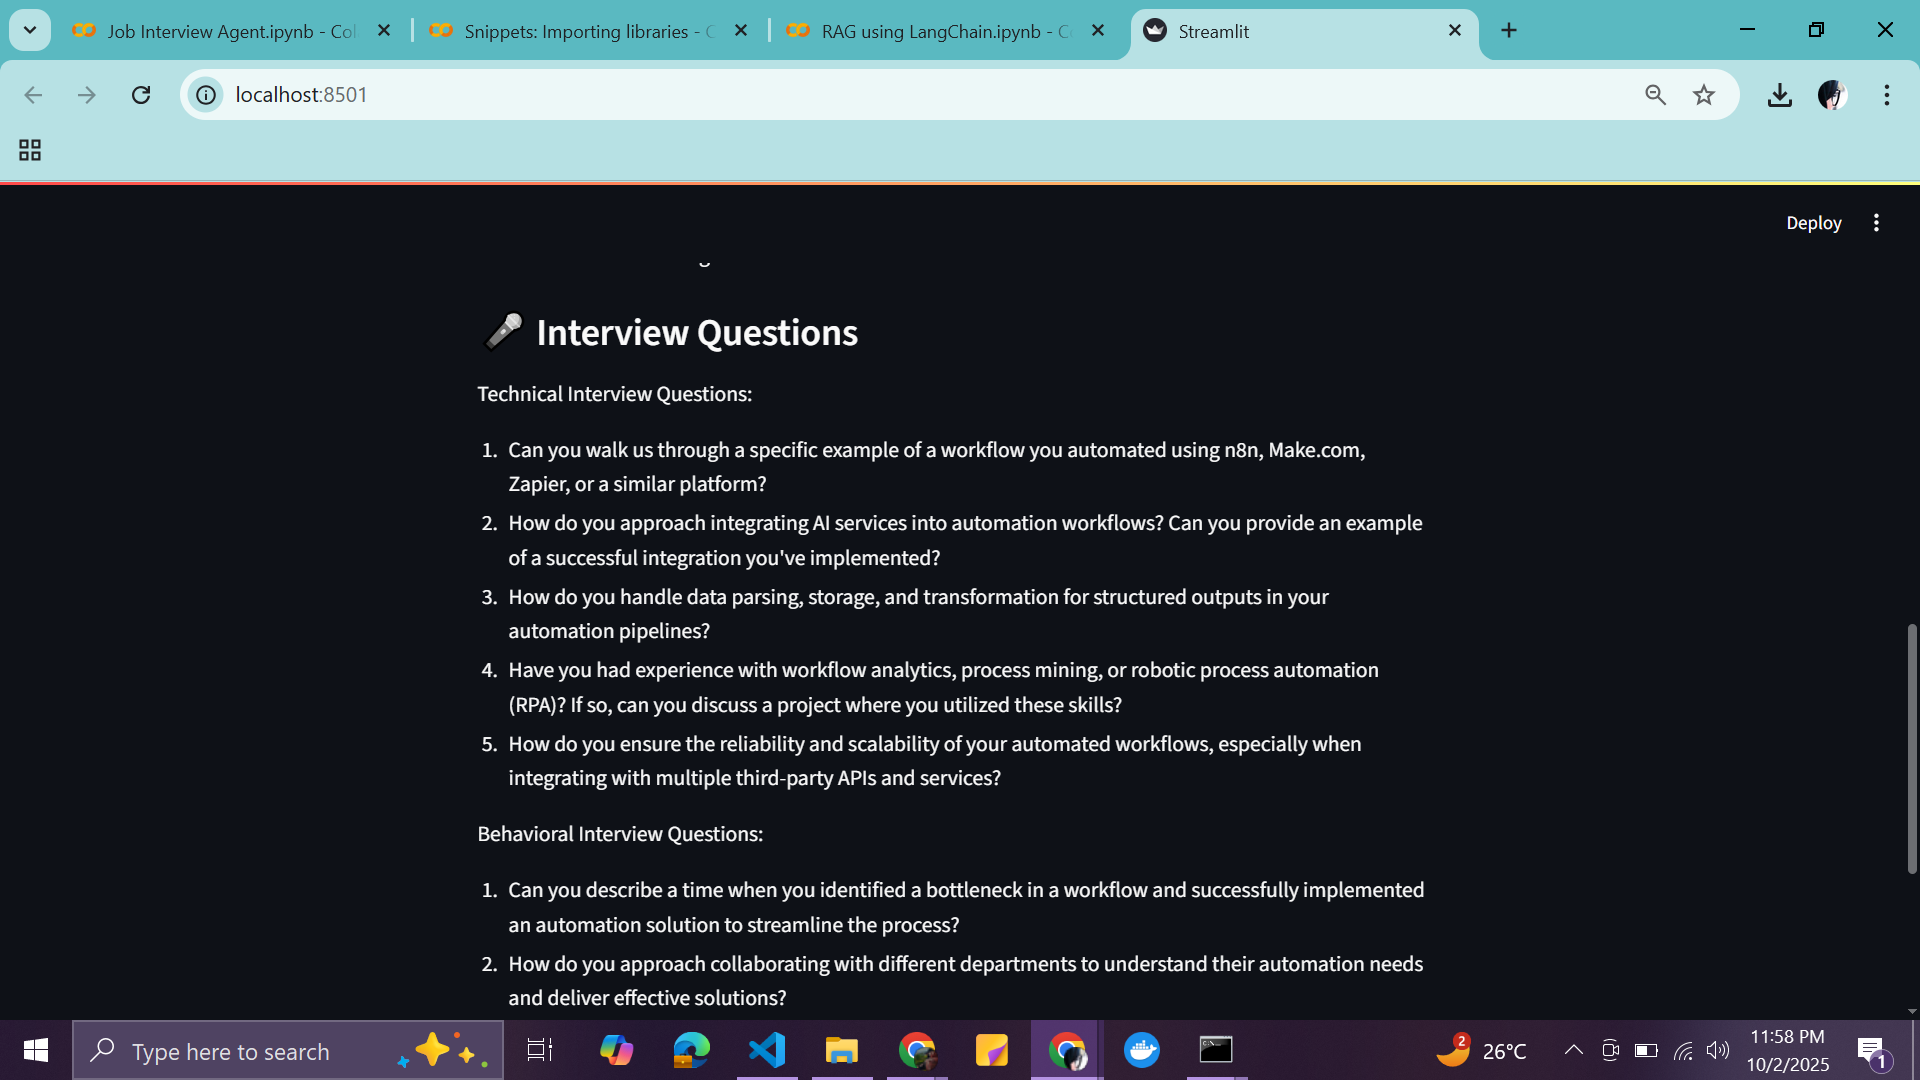 Job Interview Agent.ipynb - Col
Snippets: Importing libraries - C
RAG using LangChain.ipynb - C
Streamlit
localhost:8501
Deploy
Interview Questions
Technical Interview Questions:
1. Can you walk us through a specific example of a workflow you automated using n8n, Make.com,
Zapier, or a similar platform?
2. How do you approach integrating AI services into automation workflows? Can you provide an example
of a successful integration you've implemented?
3. How do you handle data parsing, storage, and transformation for structured outputs in your
automation pipelines?
4. Have you had experience with workflow analytics, process mining, or robotic process automation
(RPA)? If so, can you discuss a project where you utilized these skills?
5. How do you ensure the reliability and scalability of your automated workflows, especially when
integrating with multiple third-party APIs and services?
Behavioral Interview Questions:
1. Can you describe a time when you identified a bottleneck in a workflow and successfully implemented
an automation solution to streamline the process?
2. How do you approach collaborating with different departments to understand their automation needs
and deliver effective solutions?
Type here to search
2
26°C
11:58 PM
10/2/2025
1